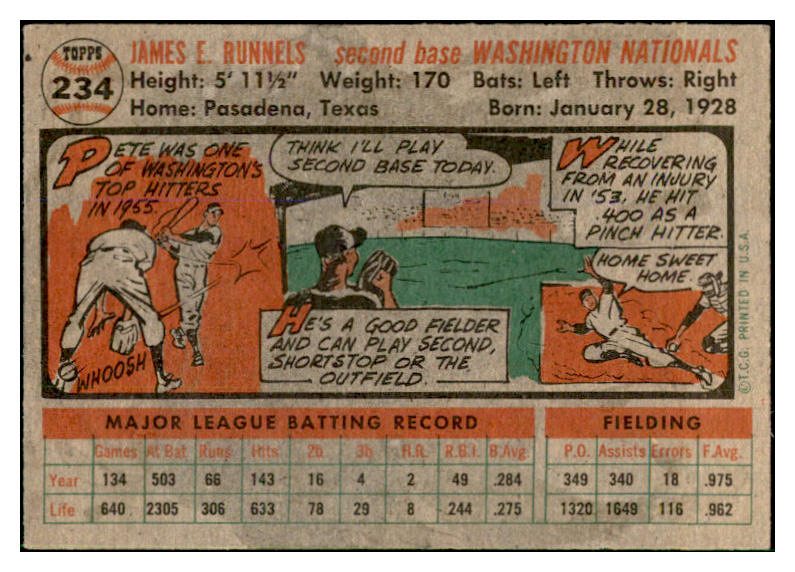 TOPPS
234
JAMES E. RUNNELS second base WASHINGTON NATIONALS
Height: 5' 11½" Weight: 170 Bats: Left Throws: Right
Home: Pasadena, Texas Born: January 28, 1928
PETE WAS ONE
OF WASHINGTON'S
TOP HITTERS
IN 1955.
WHOOSH
THINK I'LL PLAY
SECOND BASE TODAY.
HE'S A GOOD FIELDER
AND CAN PLAY SECOND,
SHORTSTOP OR THE
OUTFIELD.
WHILE
RECOVERING
FROM AN INJURY
IN '53, HE HIT
.400 AS A
PINCH HITTER.
HOME SWEET
HOME.
©T.C.G. PRINTED IN U.S.A.
MAJOR LEAGUE BATTING RECORD FIELDING
Games At Bat Runs Hits 2b 3b H.R. R.B.I. B.Avg. P.O. Assists Errors F.Avg.
Year 134 503 66 143 16 4 2 49 .284 349 340 18 .975
Life 640 2305 306 633 78 29 8 244 .275 1320 1649 116 .962